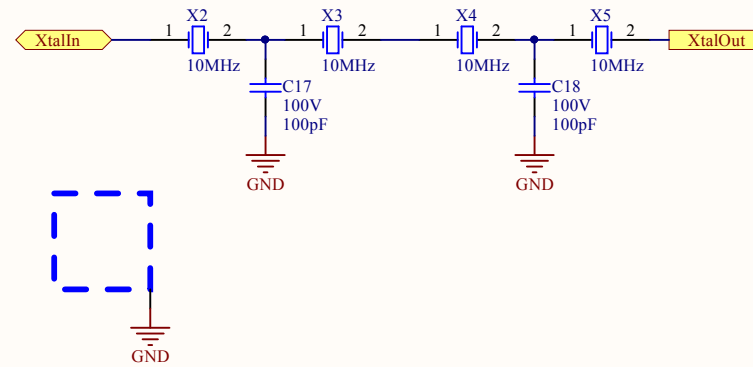 X2 X3 X4 X5
XtalIn 1 2 1 2 1 2 1 2 XtalOut
10MHz 10MHz 10MHz 10MHz
C17 C18
100V 100V
100pF 100pF
GND GND
GND